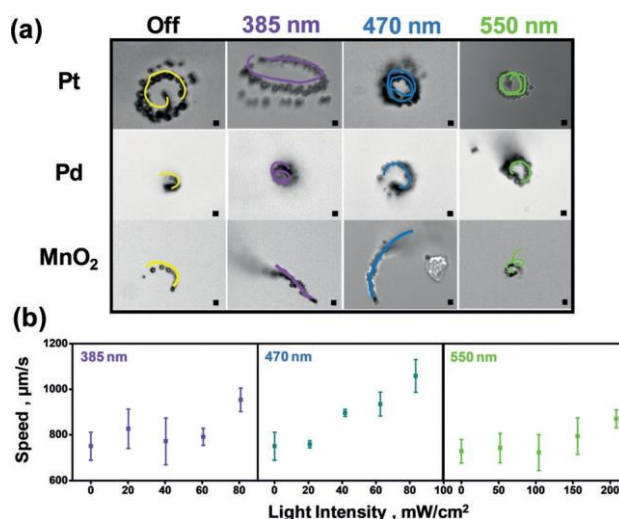 (a) Off 385 nm 470 nm 550 nm
Pt
Pd
MnO₂
(b)
385 nm 470 nm 550 nm
Speed , μm/s
1200
1000
800
600
0 20 40 60 80 0 20 40 60 80 100 0 50 100 150 200
Light Intensity , mW/cm²